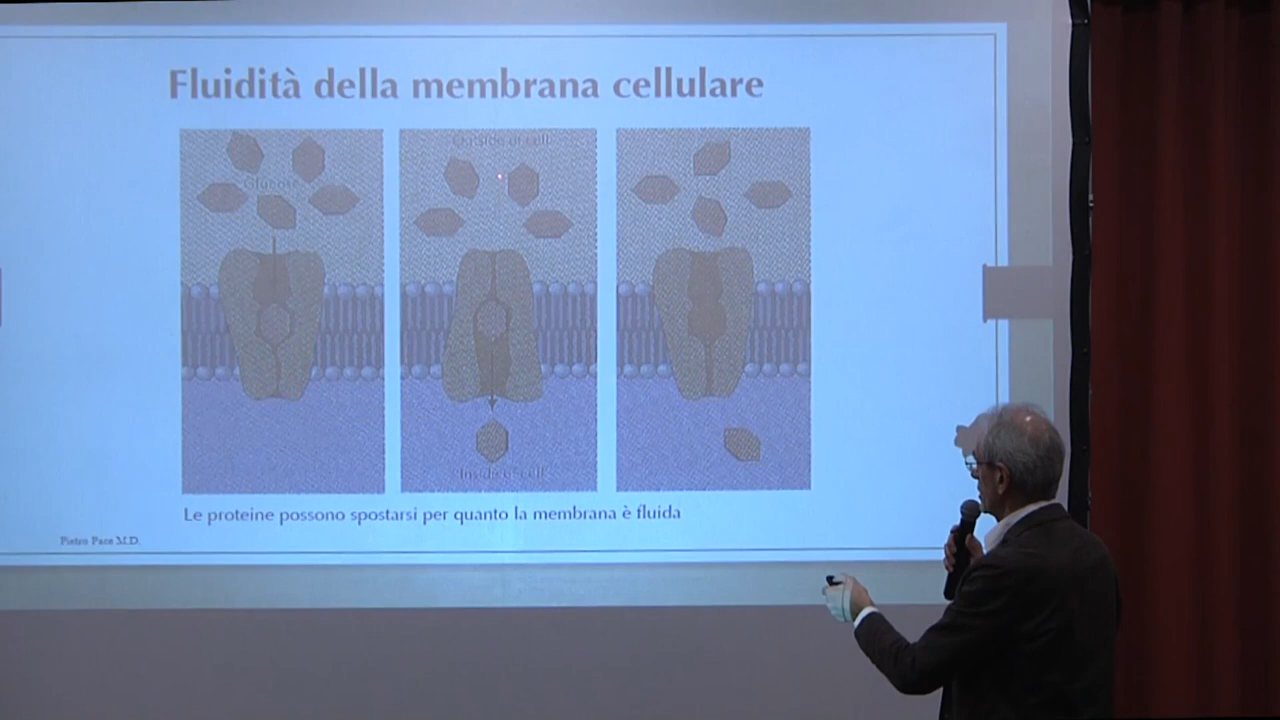 Fluidità della membrana cellulare
Outside of cell
Glucose
Inside of cell
Le proteine possono spostarsi per quanto la membrana è fluida
Pietro Pace M.D.